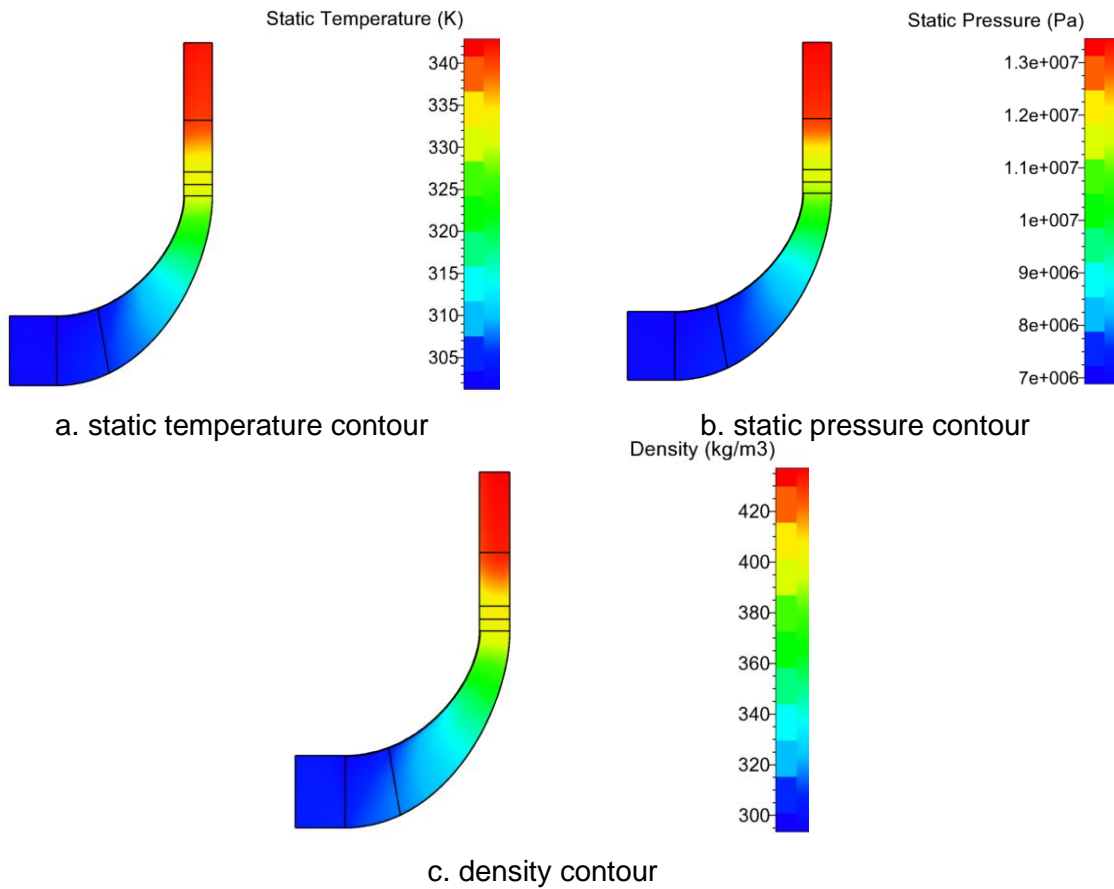 Static Temperature (K)
340
335
330
325
320
315
310
305
a. static temperature contour
Static Pressure (Pa)
1.3e+007
1.2e+007
1.1e+007
1e+007
9e+006
8e+006
7e+006
b. static pressure contour
Density (kg/m3)
420
400
380
360
340
320
300
c. density contour